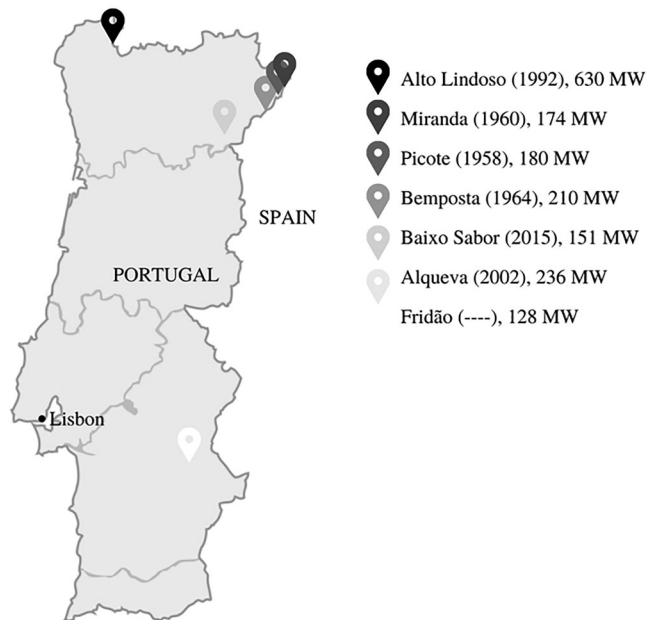 Alto Lindoso (1992), 630 MW
Miranda (1960), 174 MW
Picote (1958), 180 MW
Bemposta (1964), 210 MW
SPAIN
Baixo Sabor (2015), 151 MW
PORTUGAL
Alqueva (2002), 236 MW
Fridão (----), 128 MW
Lisbon